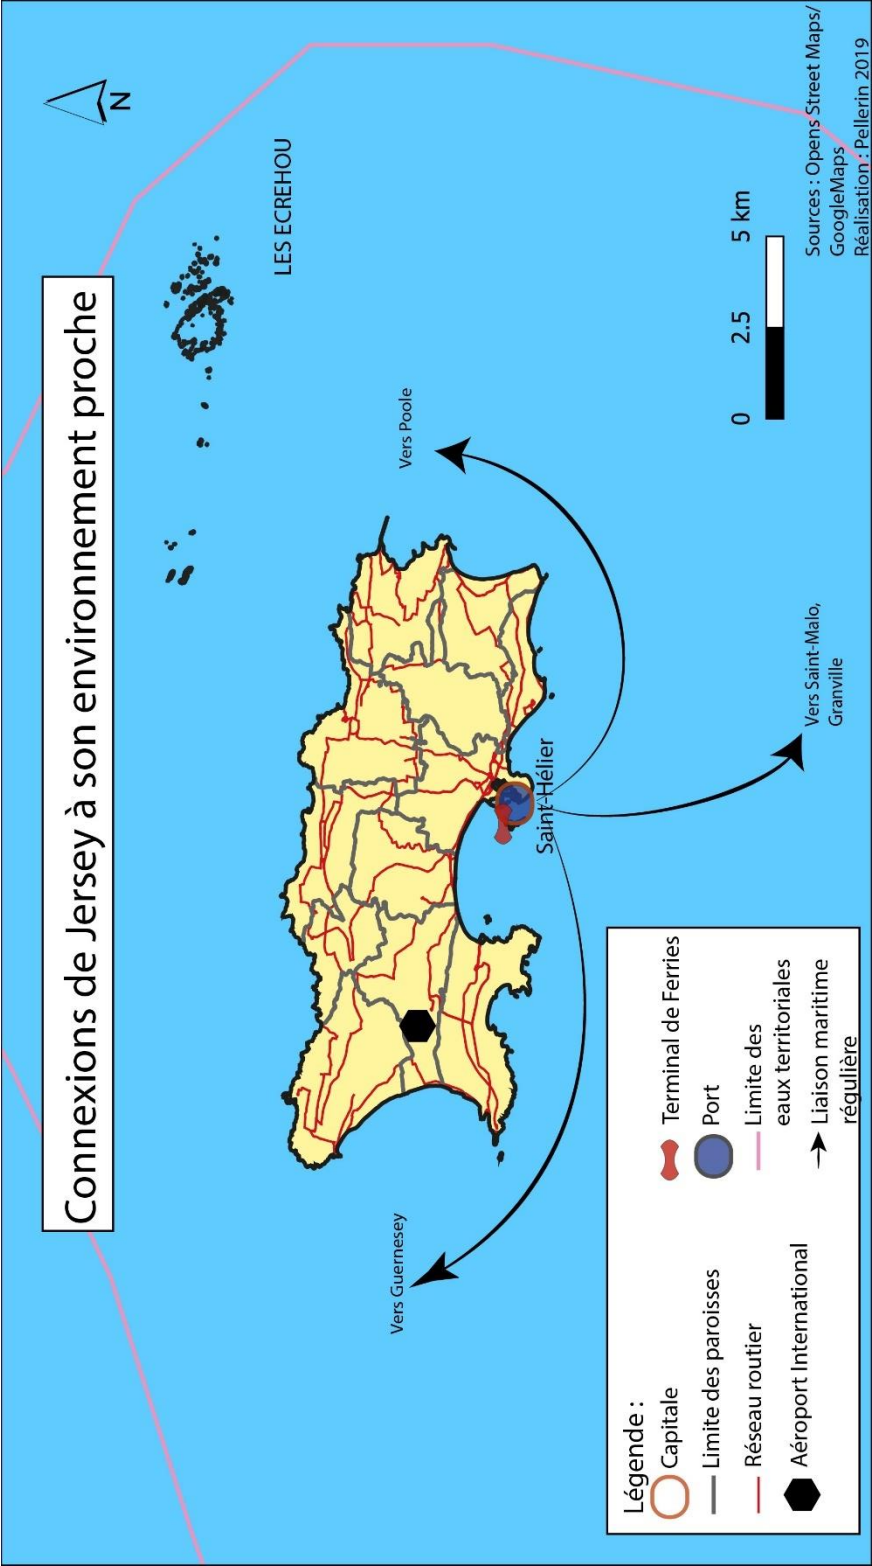 Connexions de Jersey à son environnement proche
N
LES ECREHOU
Vers Guernesey
Vers Poole
Saint-Hélier
Vers Saint-Malo,
Granville
0 2.5 5 km
Légende :
Capitale
Limite des paroisses
Réseau routier
Aéroport International
Terminal de Ferries
Port
Limite des
eaux territoriales
Liaison maritime
régulière
Sources : Opens Street Maps/
GoogleMaps
Réalisation : Pellerin 2019